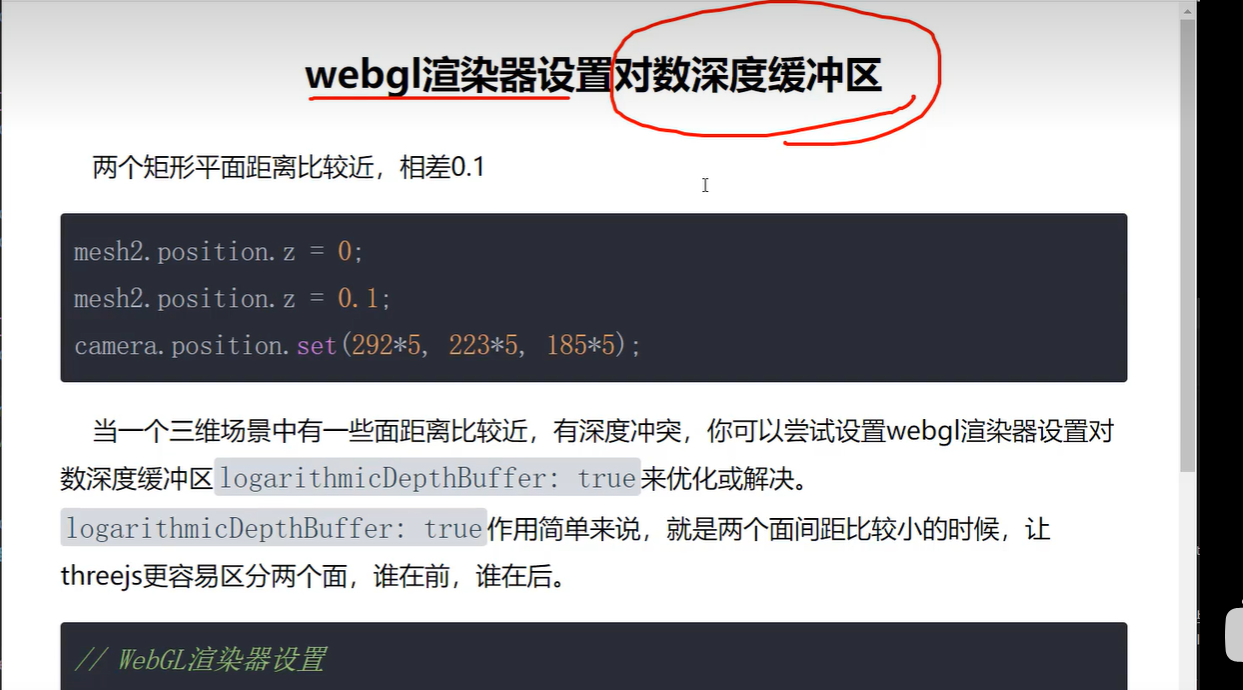 webgl渲染器设置对数深度缓冲区
两个矩形平面距离比较近，相差0.1
mesh2.position.z = 0;
mesh2.position.z = 0.1;
camera.position.set(292*5, 223*5, 185*5);
当一个三维场景中有一些面距离比较近，有深度冲突，你可以尝试设置webgl渲染器设置对
数深度缓冲区logarithmicDepthBuffer: true来优化或解决。
logarithmicDepthBuffer: true作用简单来说，就是两个面间距比较小的时候，让
threejs更容易区分两个面，谁在前，谁在后。
// WebGL渲染器设置